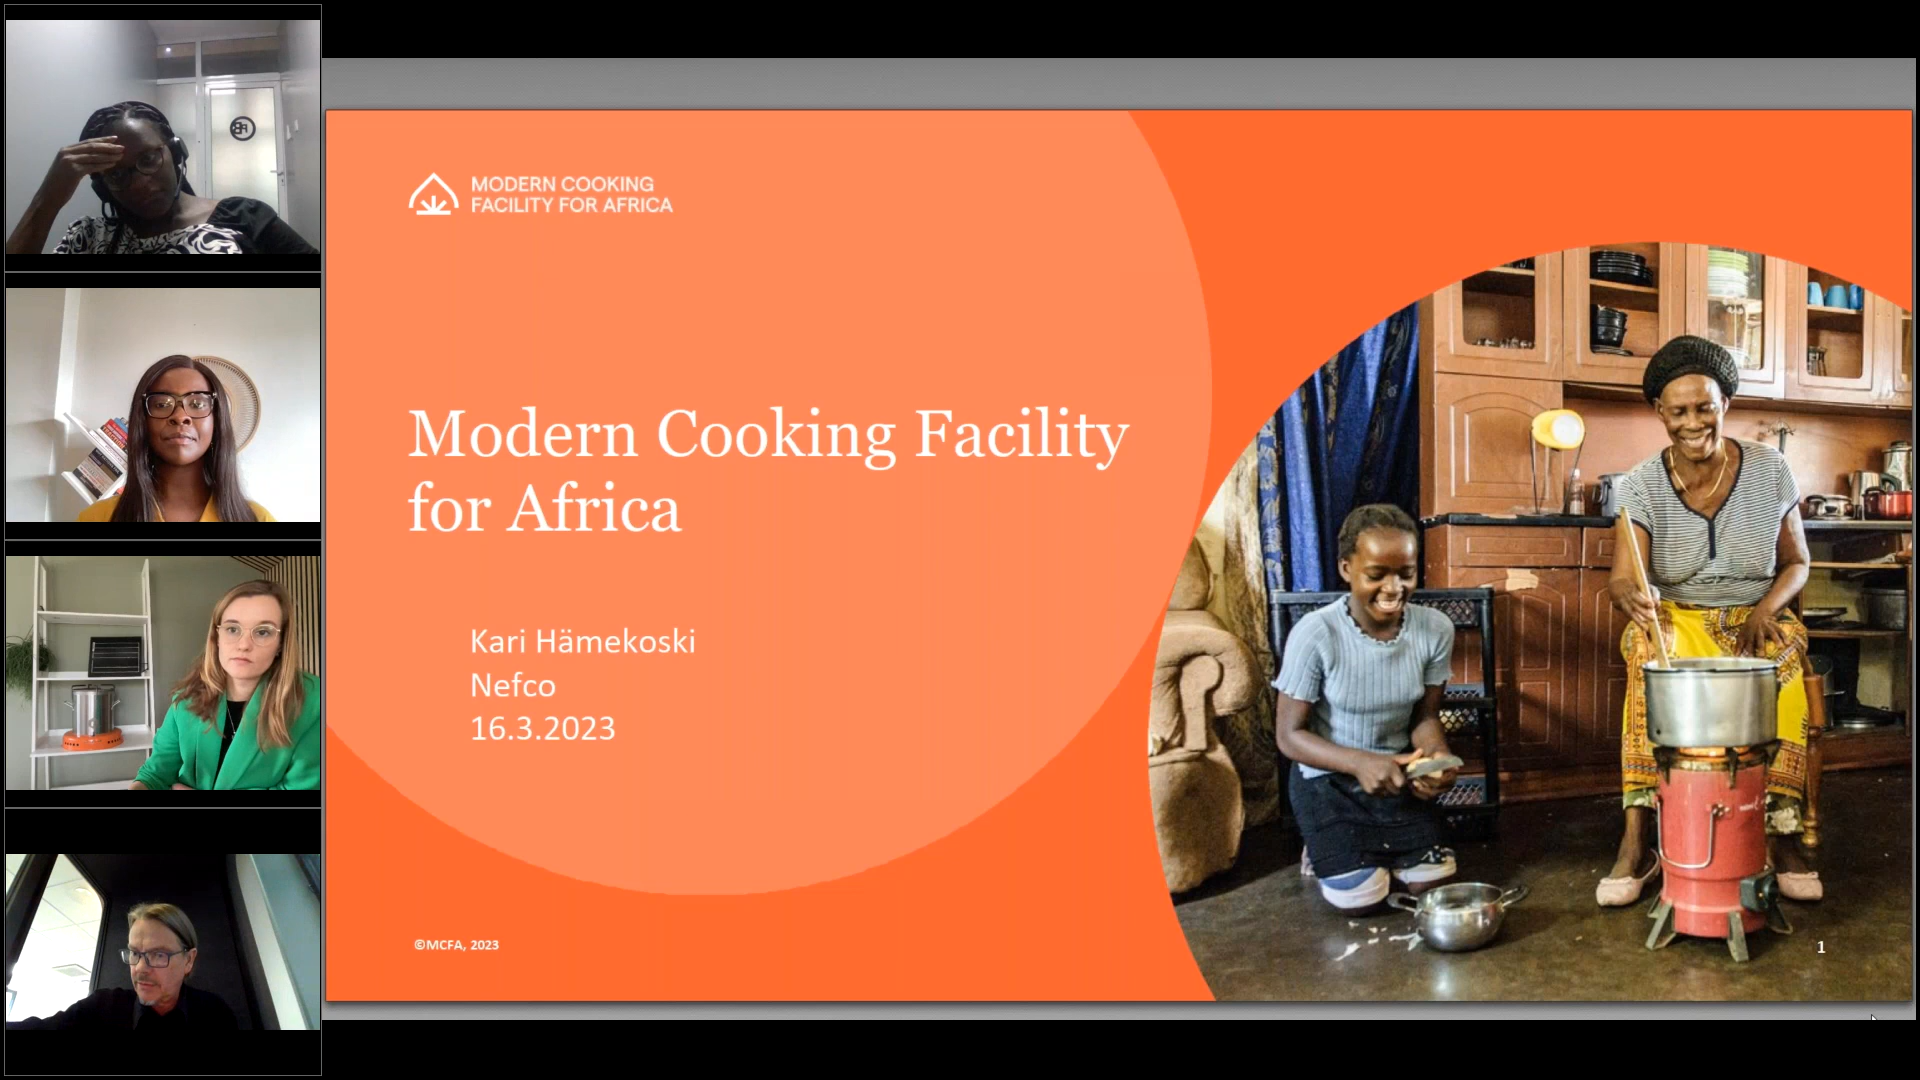 MODERN COOKING
FACILITY FOR AFRICA
Modern Cooking Facility
for Africa
Kari Hämekoski
Nefco
16.3.2023
©MCFA, 2023
1